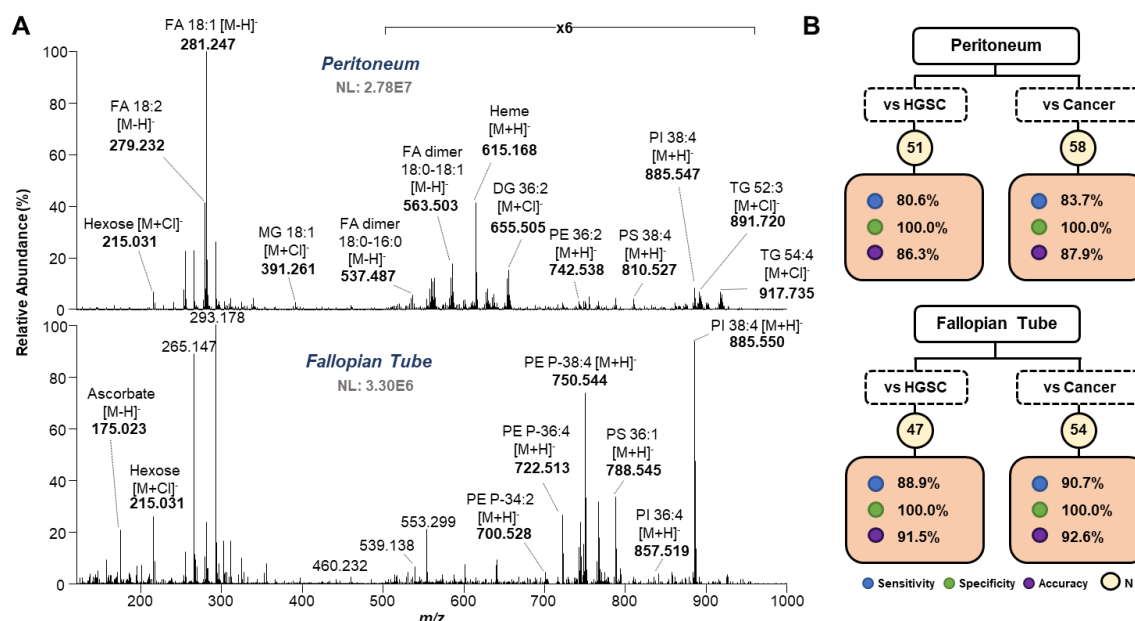 A
FA 18:1 [M-H]-
281.247
x6
B
Peritoneum
NL: 2.78E7
FA 18:2
[M-H]-
279.232
Hexose [M+Cl]-
215.031
MG 18:1
[M+Cl]-
391.261
FA dimer
18:0-16:0
[M-H]-
537.487
FA dimer
18:0-18:1
[M-H]-
563.503
Heme
[M+H]-
615.168
DG 36:2
[M+Cl]-
655.505
PE 36:2
[M+H]-
742.538
PS 38:4
[M+H]-
810.527
PI 38:4
[M+H]-
885.547
TG 52:3
[M+Cl]-
891.720
TG 54:4
[M+Cl]-
917.735
100
80
60
40
20
0
Relative Abundance (%)
293.178
265.147
Fallopian Tube
NL: 3.30E6
Ascorbate
[M-H]-
175.023
Hexose
[M+Cl]-
215.031
460.232
539.138
553.299
PE P-34:2
[M+H]-
700.528
PE P-36:4
[M+H]-
722.513
PE P-38:4 [M+H]-
750.544
PS 36:1
[M+H]-
788.545
PI 36:4
[M+H]-
857.519
PI 38:4 [M+H]-
885.550
100
80
60
40
20
0
200 300 400 500 600 700 800 900 1000
m/z
Peritoneum
vs HGSC vs Cancer
51 58
80.6% 83.7%
100.0% 100.0%
86.3% 87.9%
Fallopian Tube
vs HGSC vs Cancer
47 54
88.9% 90.7%
100.0% 100.0%
91.5% 92.6%
Sensitivity Specificity Accuracy N